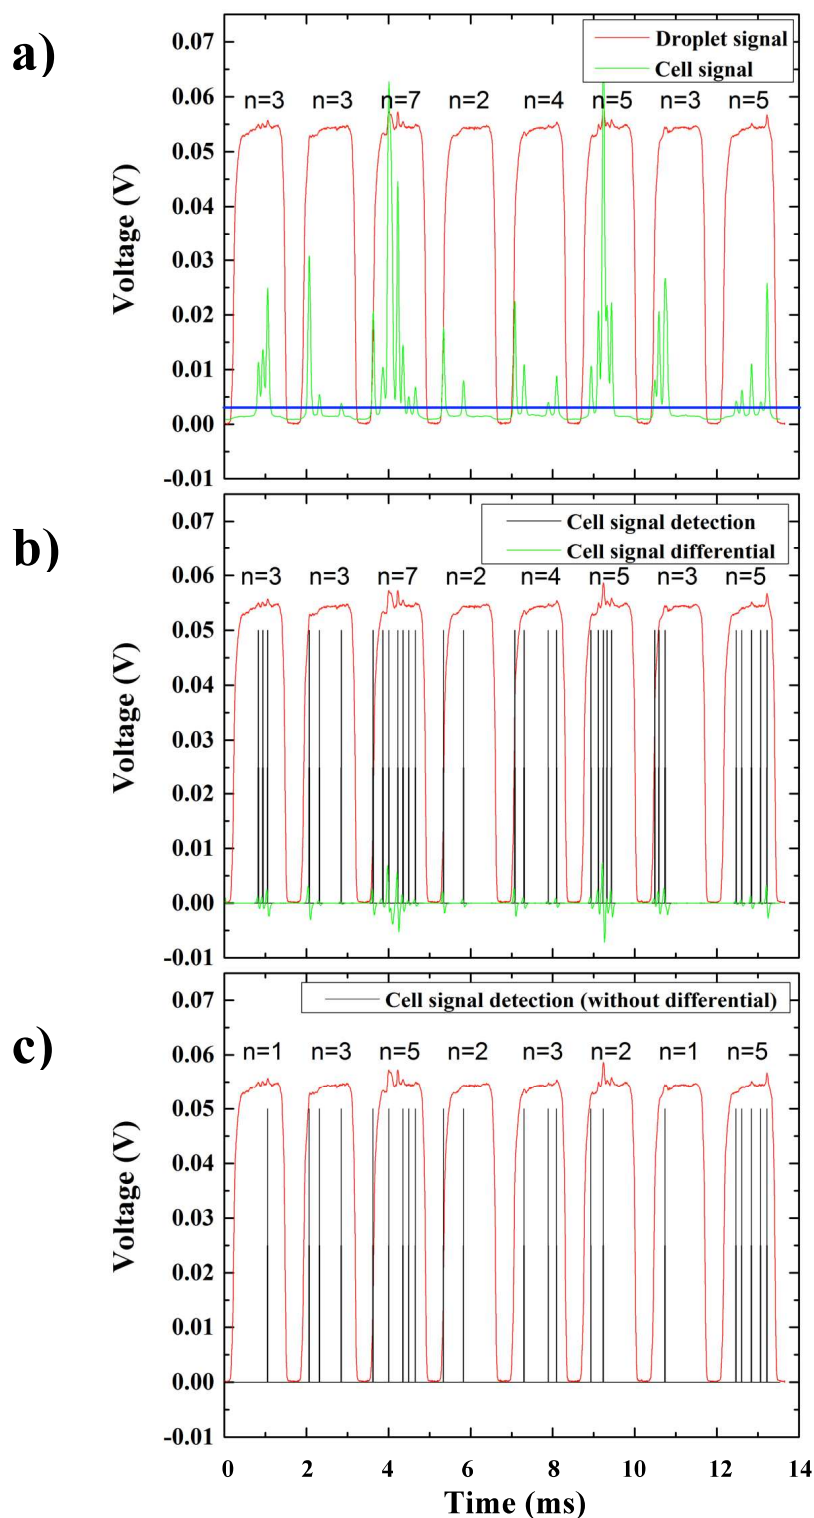 a)
Droplet signal
Cell signal
n=3 n=3 n=7 n=2 n=4 n=5 n=3 n=5
0.07
0.06
0.05
0.04
0.03
0.02
0.01
0.00
-0.01
Voltage (V)
b)
Cell signal detection
Cell signal differential
n=3 n=3 n=7 n=2 n=4 n=5 n=3 n=5
0.07
0.06
0.05
0.04
0.03
0.02
0.01
0.00
-0.01
Voltage (V)
c)
Cell signal detection (without differential)
n=1 n=3 n=5 n=2 n=3 n=2 n=1 n=5
0.07
0.06
0.05
0.04
0.03
0.02
0.01
0.00
-0.01
Voltage (V)
0 2 4 6 8 10 12 14
Time (ms)